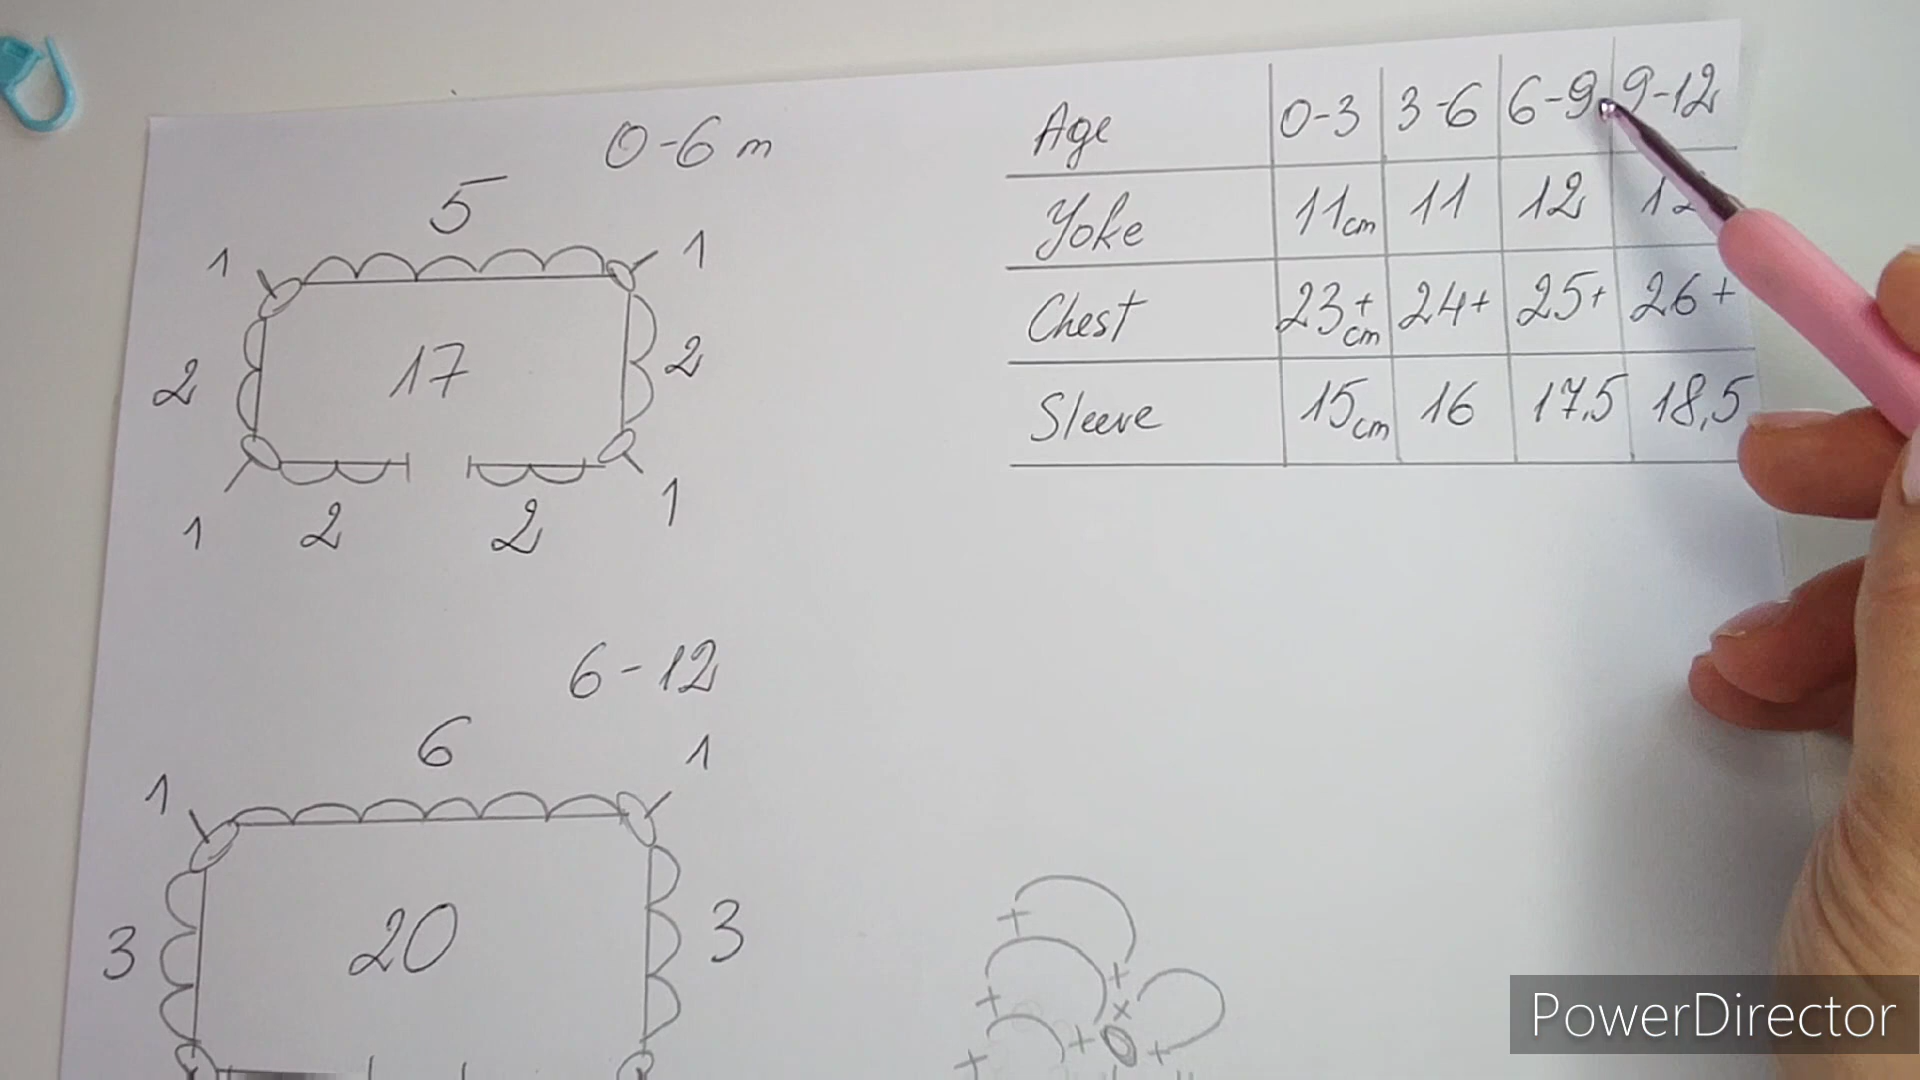 0-6 m
5
1 1
2 17 2
1 2 2 1
6-12
6
1 1
3 20 3
Age 0-3 3-6 6-9 9-12
Yoke 11cm 11 12 12
Chest 23+cm 24+ 25+ 26+
Sleeve 15cm 16 17,5 18,5
PowerDirector